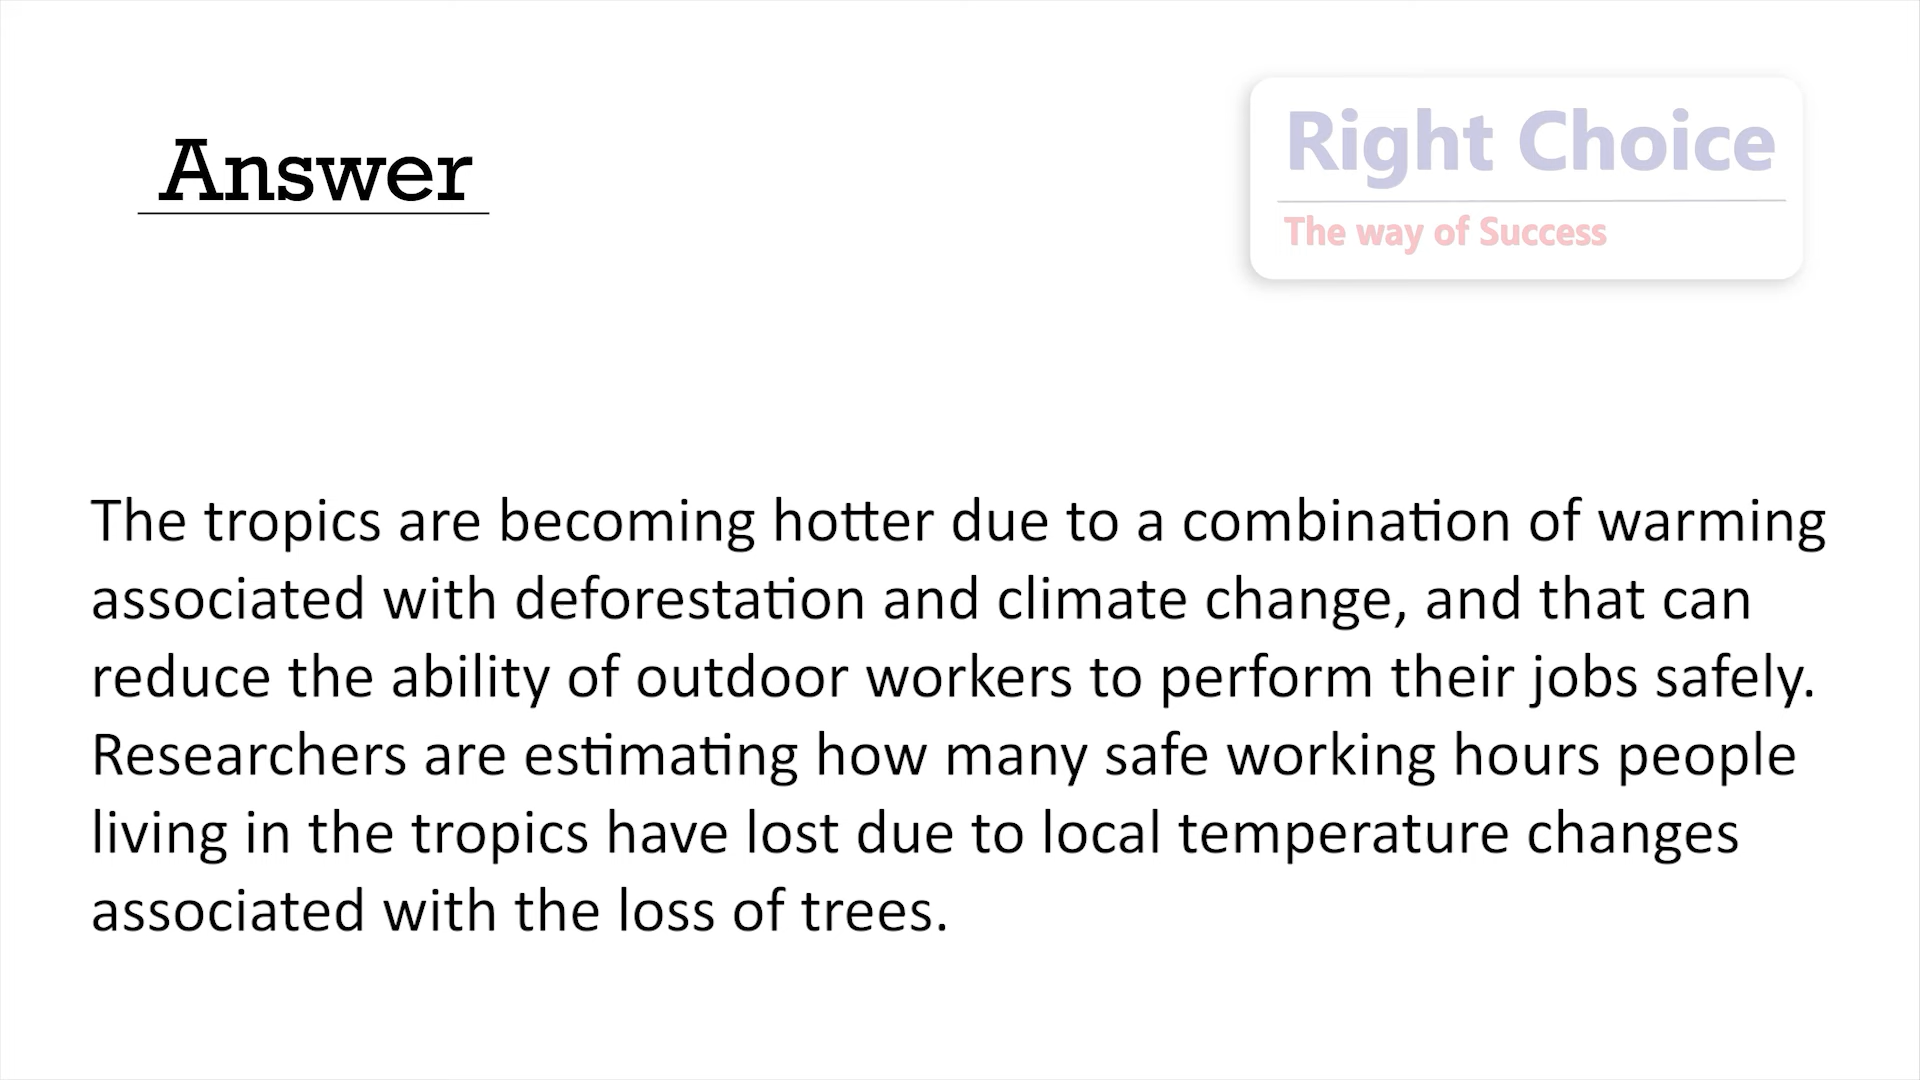 Answer
Right Choice
The way of Success
The tropics are becoming hotter due to a combination of warming
associated with deforestation and climate change, and that can
reduce the ability of outdoor workers to perform their jobs safely.
Researchers are estimating how many safe working hours people
living in the tropics have lost due to local temperature changes
associated with the loss of trees.